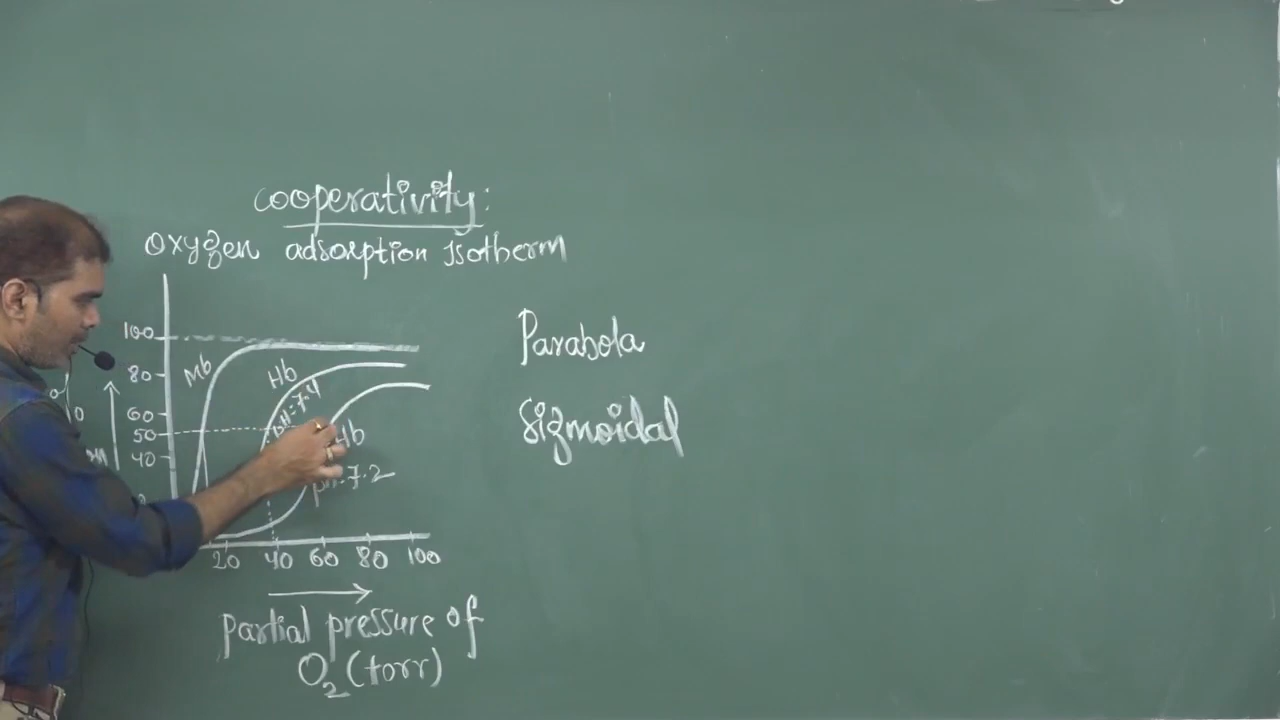 cooperativity:
oxygen adsorption Isotherm
100
80
60
50
40
Mb
Hb
pH=7.4
Hb
pH=7.2
20 40 60 80 100
partial pressure of
O2(torr)
Parabola
Sigmoidal